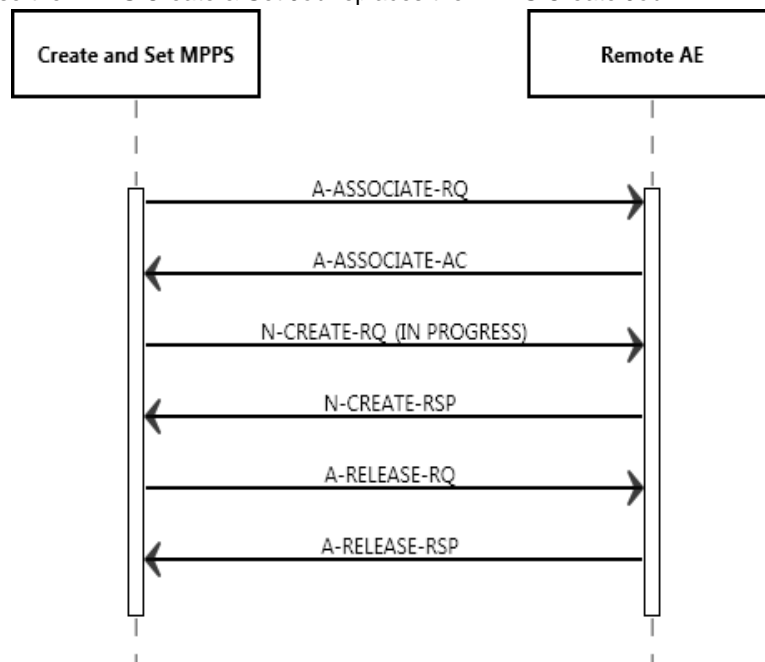 Create and Set MPPS Remote AE
A-ASSOCIATE-RQ
A-ASSOCIATE-AC
N-CREATE-RQ (IN PROGRESS)
N-CREATE-RSP
A-RELEASE-RQ
A-RELEASE-RSP